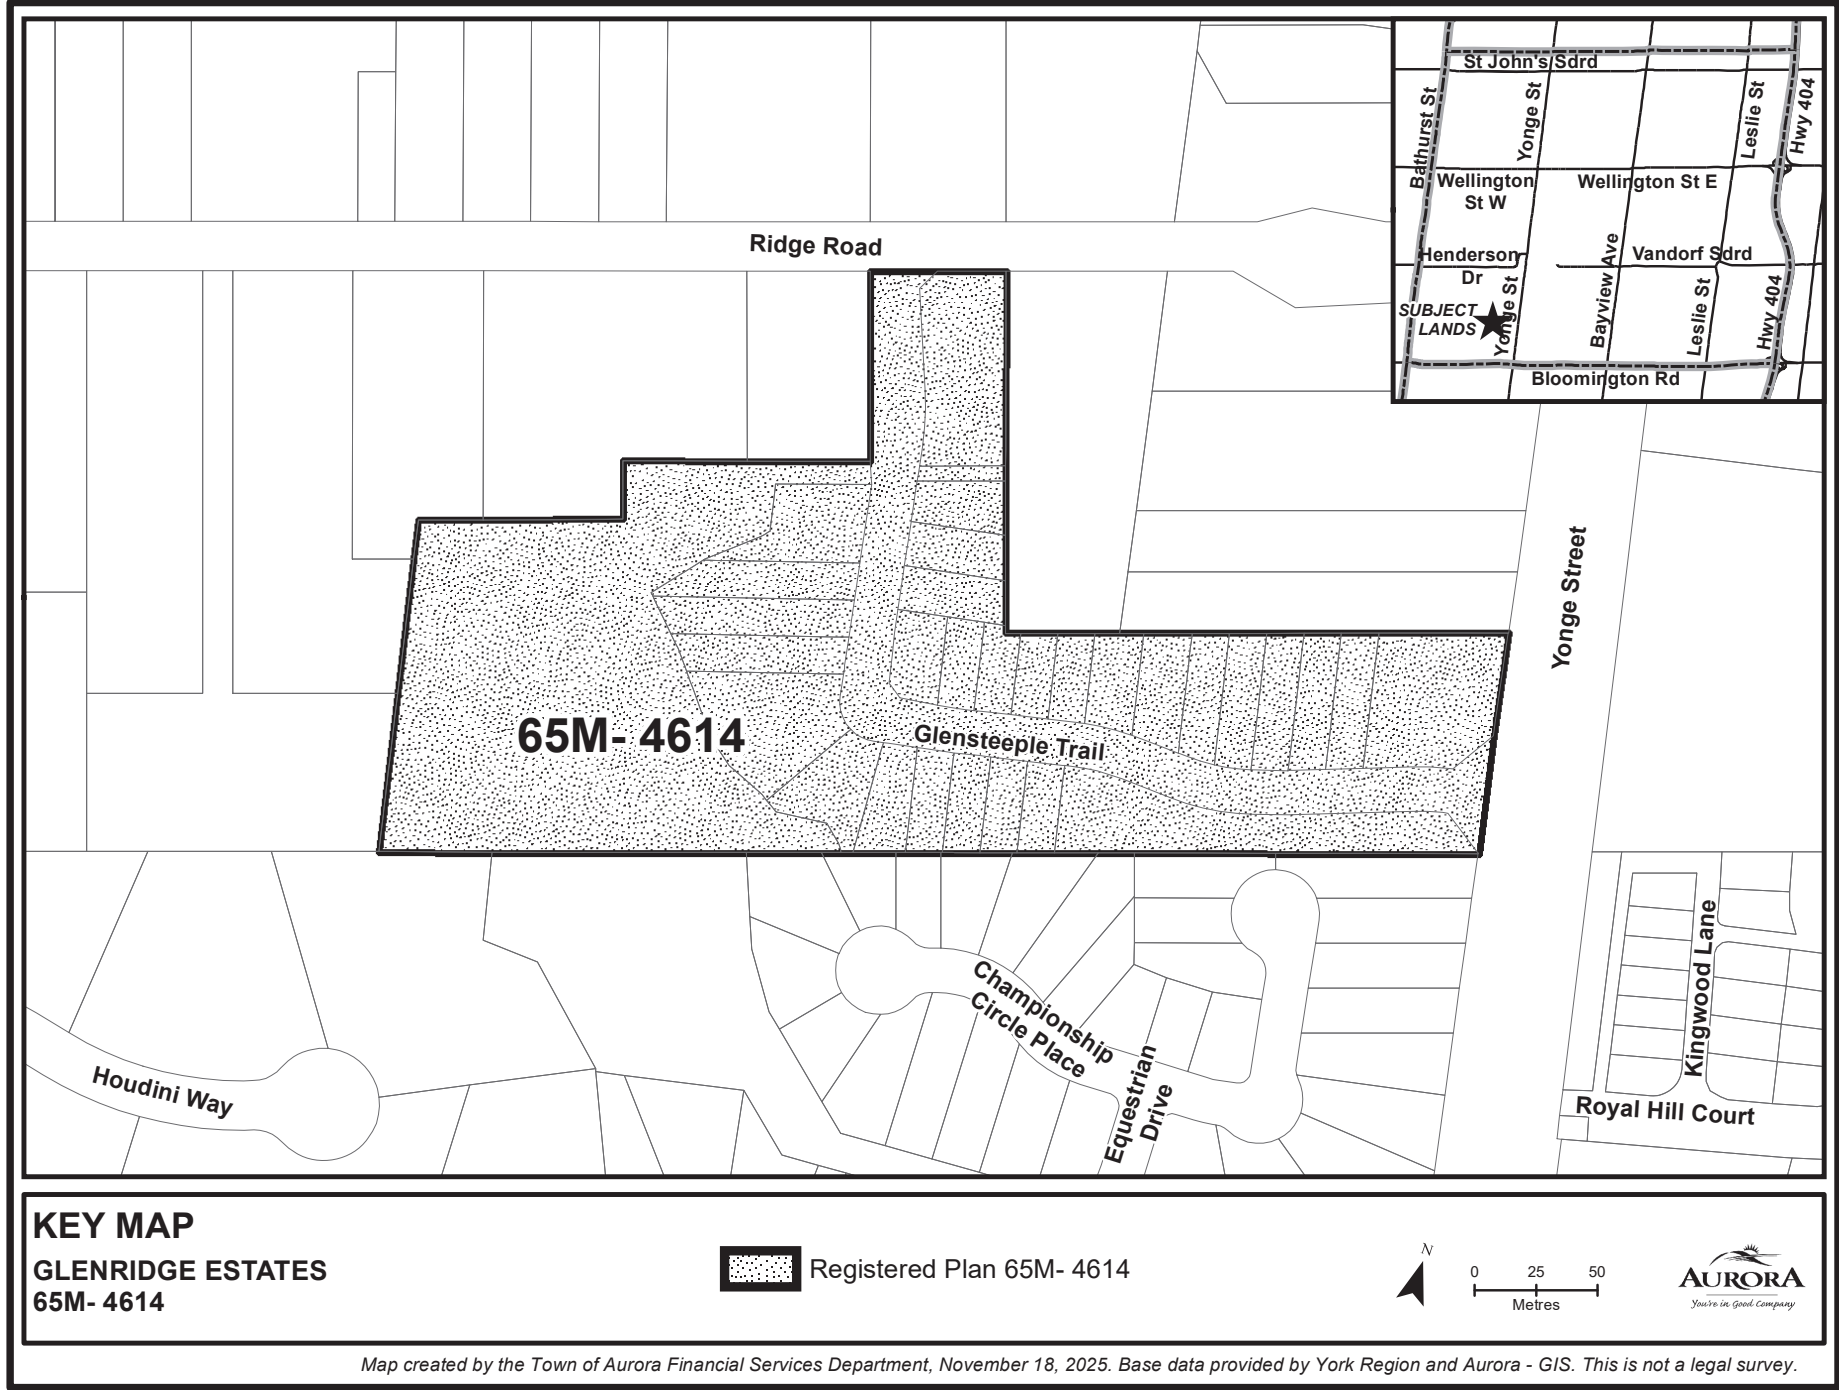 St John's Sdrd
Bathurst St
Yonge St
Leslie St
Hwy 404
Wellington
St W
Wellington St E
Henderson
Dr
Bayview Ave
Vandorf Sdrd
SUBJECT
LANDS
Yonge St
Leslie St
Hwy 404
Bloomington Rd
Ridge Road
Yonge Street
65M- 4614
Glensteeple Trail
Championship
Circle Place
Equestrian
Drive
Houdini Way
Kingwood Lane
Royal Hill Court
KEY MAP
GLENRIDGE ESTATES
65M- 4614
Registered Plan 65M- 4614
N
0 25 50
Metres
AURORA
You're in Good Company
Map created by the Town of Aurora Financial Services Department, November 18, 2025. Base data provided by York Region and Aurora - GIS. This is not a legal survey.